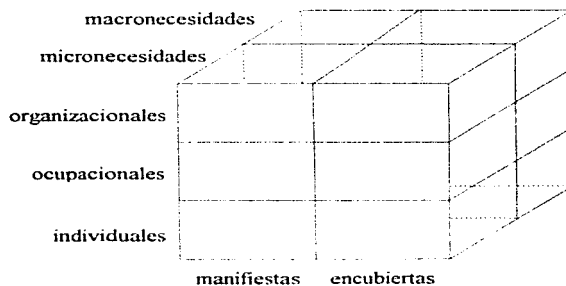 macronecesidades
micronecesidades
organizacionales
ocupacionales
individuales
manifiestas encubiertas